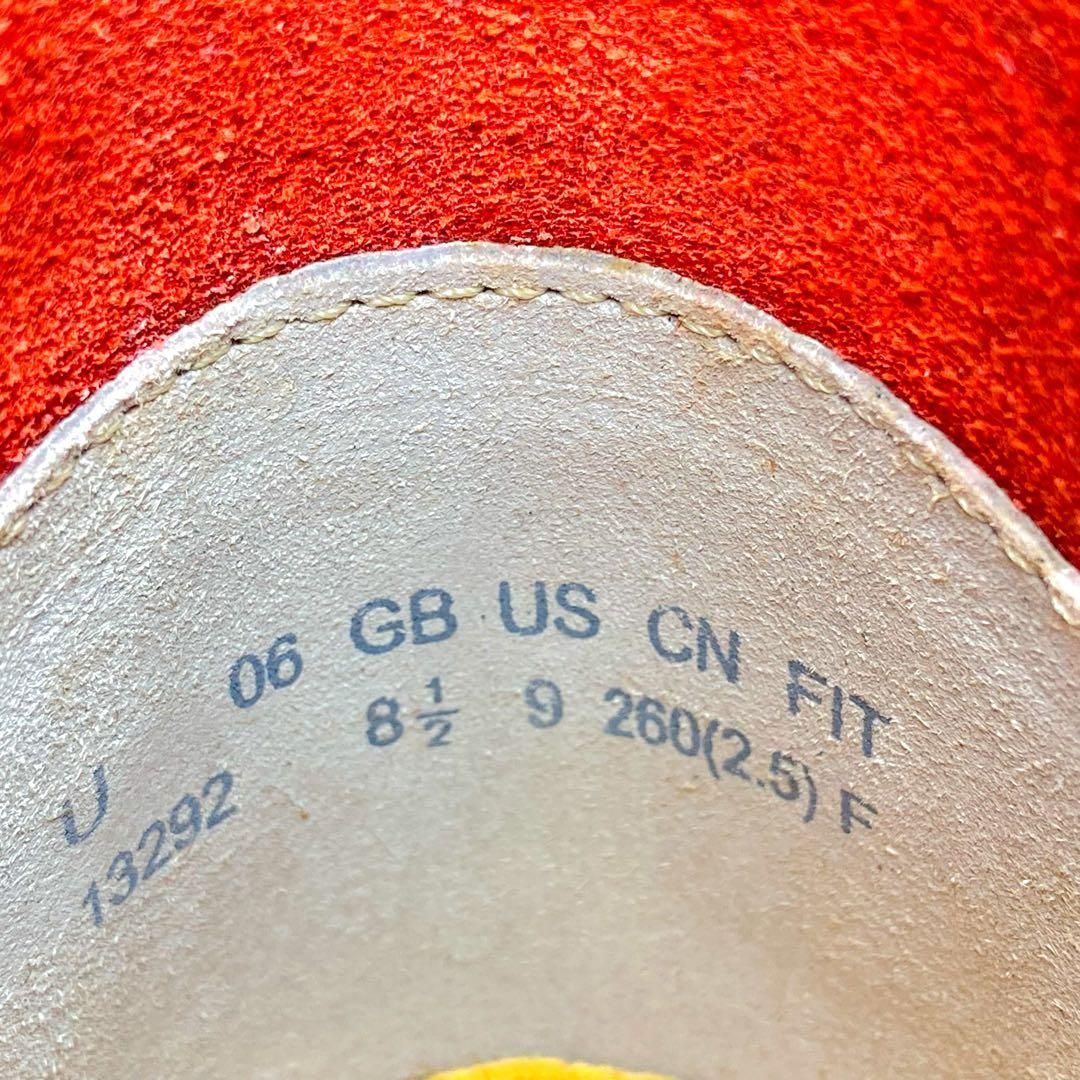 U 06 GB US CN FIT
13292 8½ 9 260(2.5) F